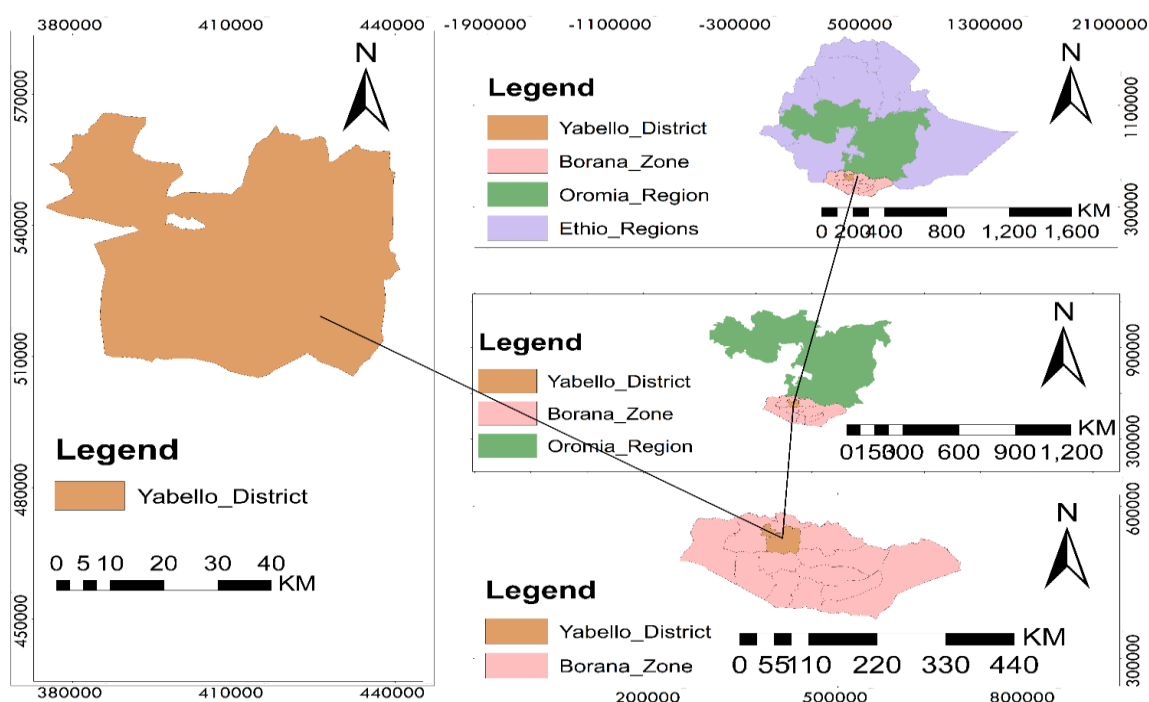 380000 410000 440000
-1900000 -1100000 -300000 500000 1300000 2100000
N
570000
540000
510000
480000
450000
Legend
Yabello_District
0 5 10 20 30 40
KM
380000 410000 440000
Legend
Yabello_District
Borana_Zone
Oromia_Region
Ethio_Regions
N
1100000
300000
KM
0 200400 800 1,200 1,600
Legend
Yabello_District
Borana_Zone
Oromia_Region
N
900000
300000
KM
0150300 600 900 1,200
Legend
Yabello_District
Borana_Zone
N
600000
300000
KM
0 55110 220 330 440
200000 500000 800000